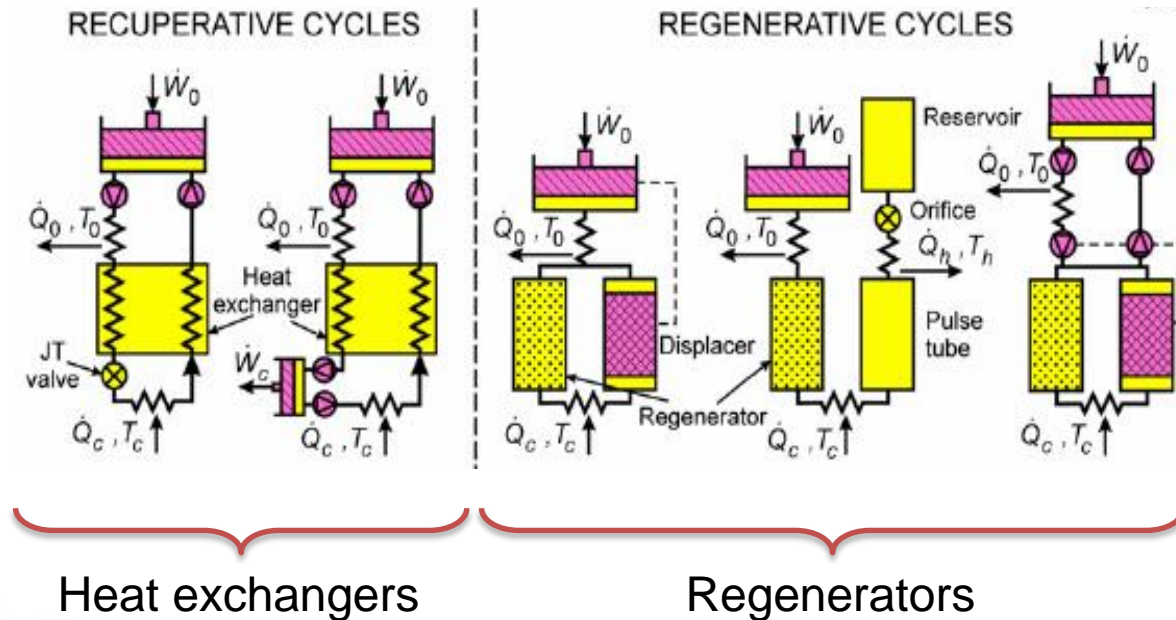 RECUPERATIVE CYCLES
REGENERATIVE CYCLES
Ẇ0
Ẇ0
Q̇0 , T0
Q̇0 , T0
Heat
exchanger
JT
valve
Ẇc
Q̇c , Tc
Q̇c , Tc
Ẇ0
Ẇ0
Ẇ0
Reservoir
Orifice
Q̇0 , T0
Q̇0 , T0
Q̇h , Th
Q̇0 , T0
Displacer
Pulse
tube
Regenerator
Q̇c , Tc
Q̇c , Tc
Q̇c , Tc
Heat exchangers
Regenerators